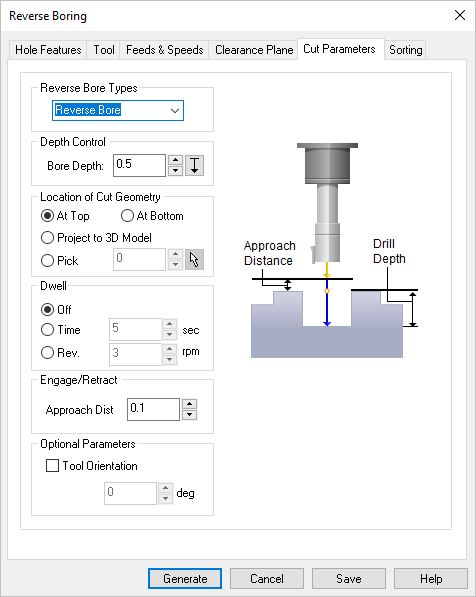 Reverse Boring
Hole Features Tool Feeds & Speeds Clearance Plane Cut Parameters Sorting
Reverse Bore Types
Reverse Bore
Depth Control
Bore Depth: 0.5
Location of Cut Geometry
At Top At Bottom
Project to 3D Model
Pick 0
Dwell
Off
Time 5 sec
Rev. 3 rpm
Engage/Retract
Approach Dist 0.1
Optional Parameters
Tool Orientation
0 deg
Approach
Distance
Drill
Depth
Generate Cancel Save Help